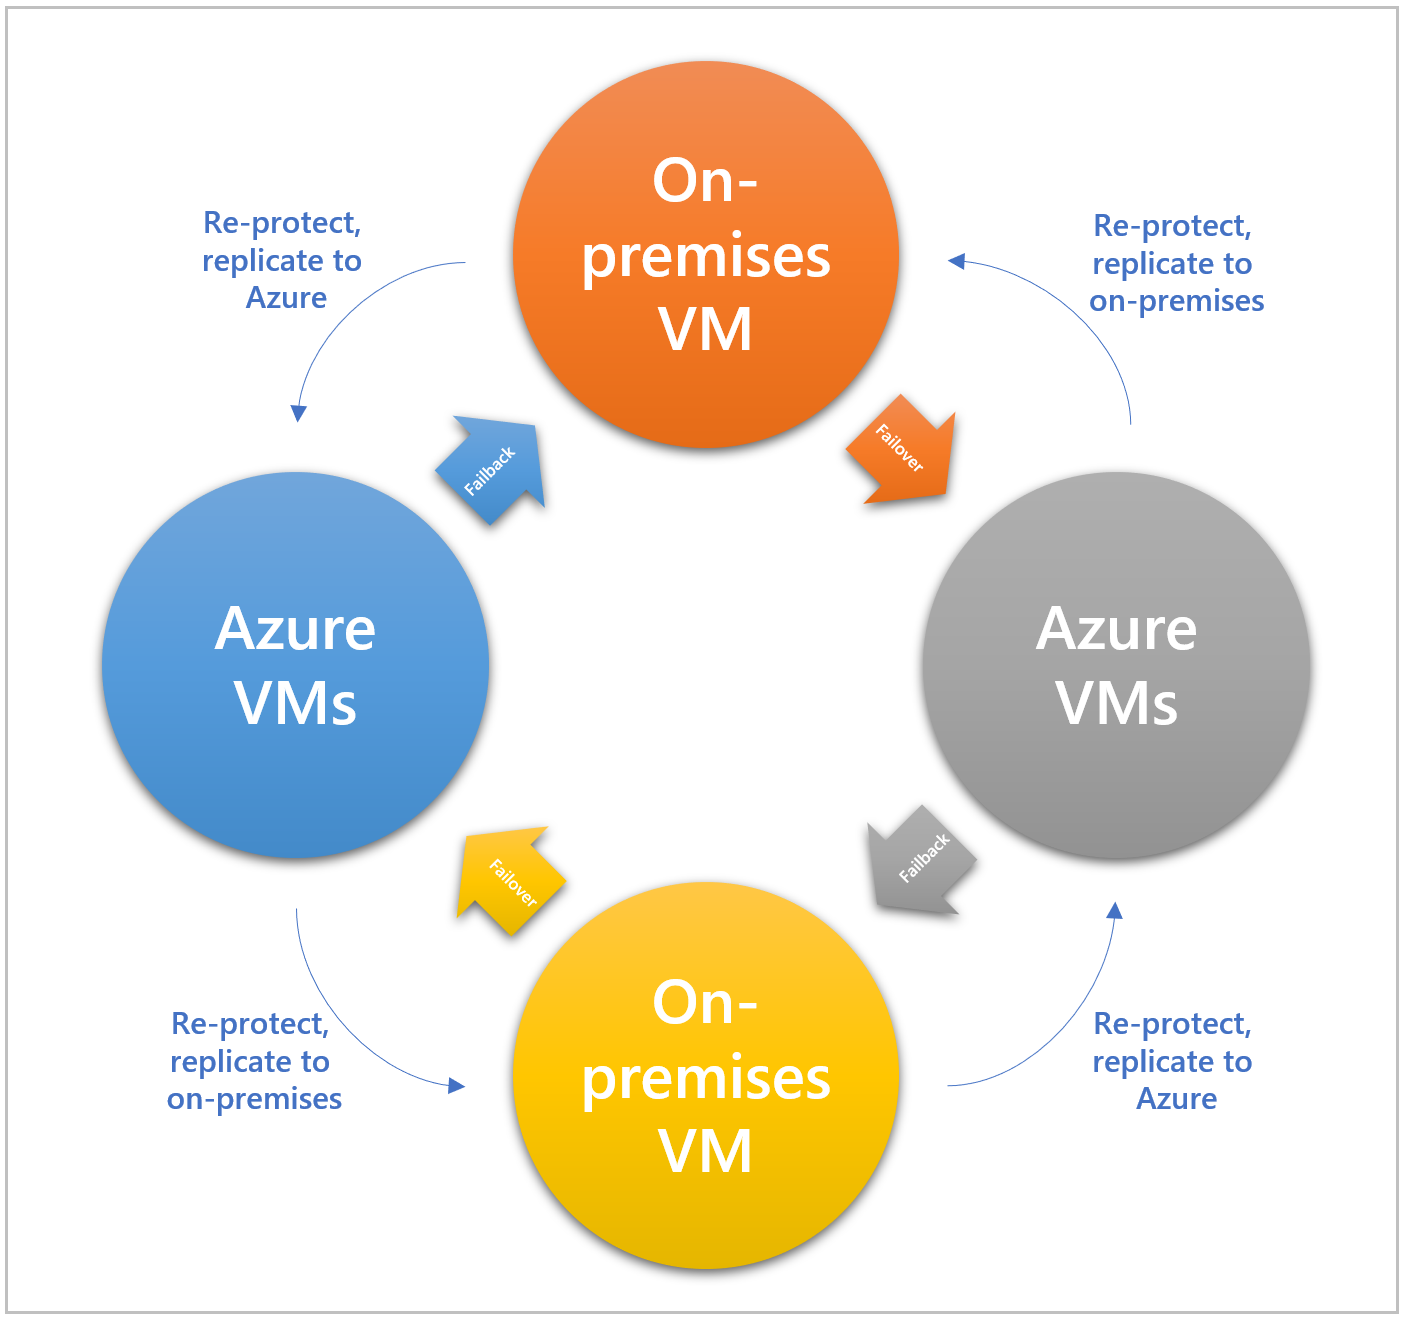 On-
premises
VM
Re-protect,
replicate to
Azure
Re-protect,
replicate to
on-premises
Failback
Failover
Azure
VMs
Azure
VMs
Failover
Failback
On-
premises
VM
Re-protect,
replicate to
on-premises
Re-protect,
replicate to
Azure